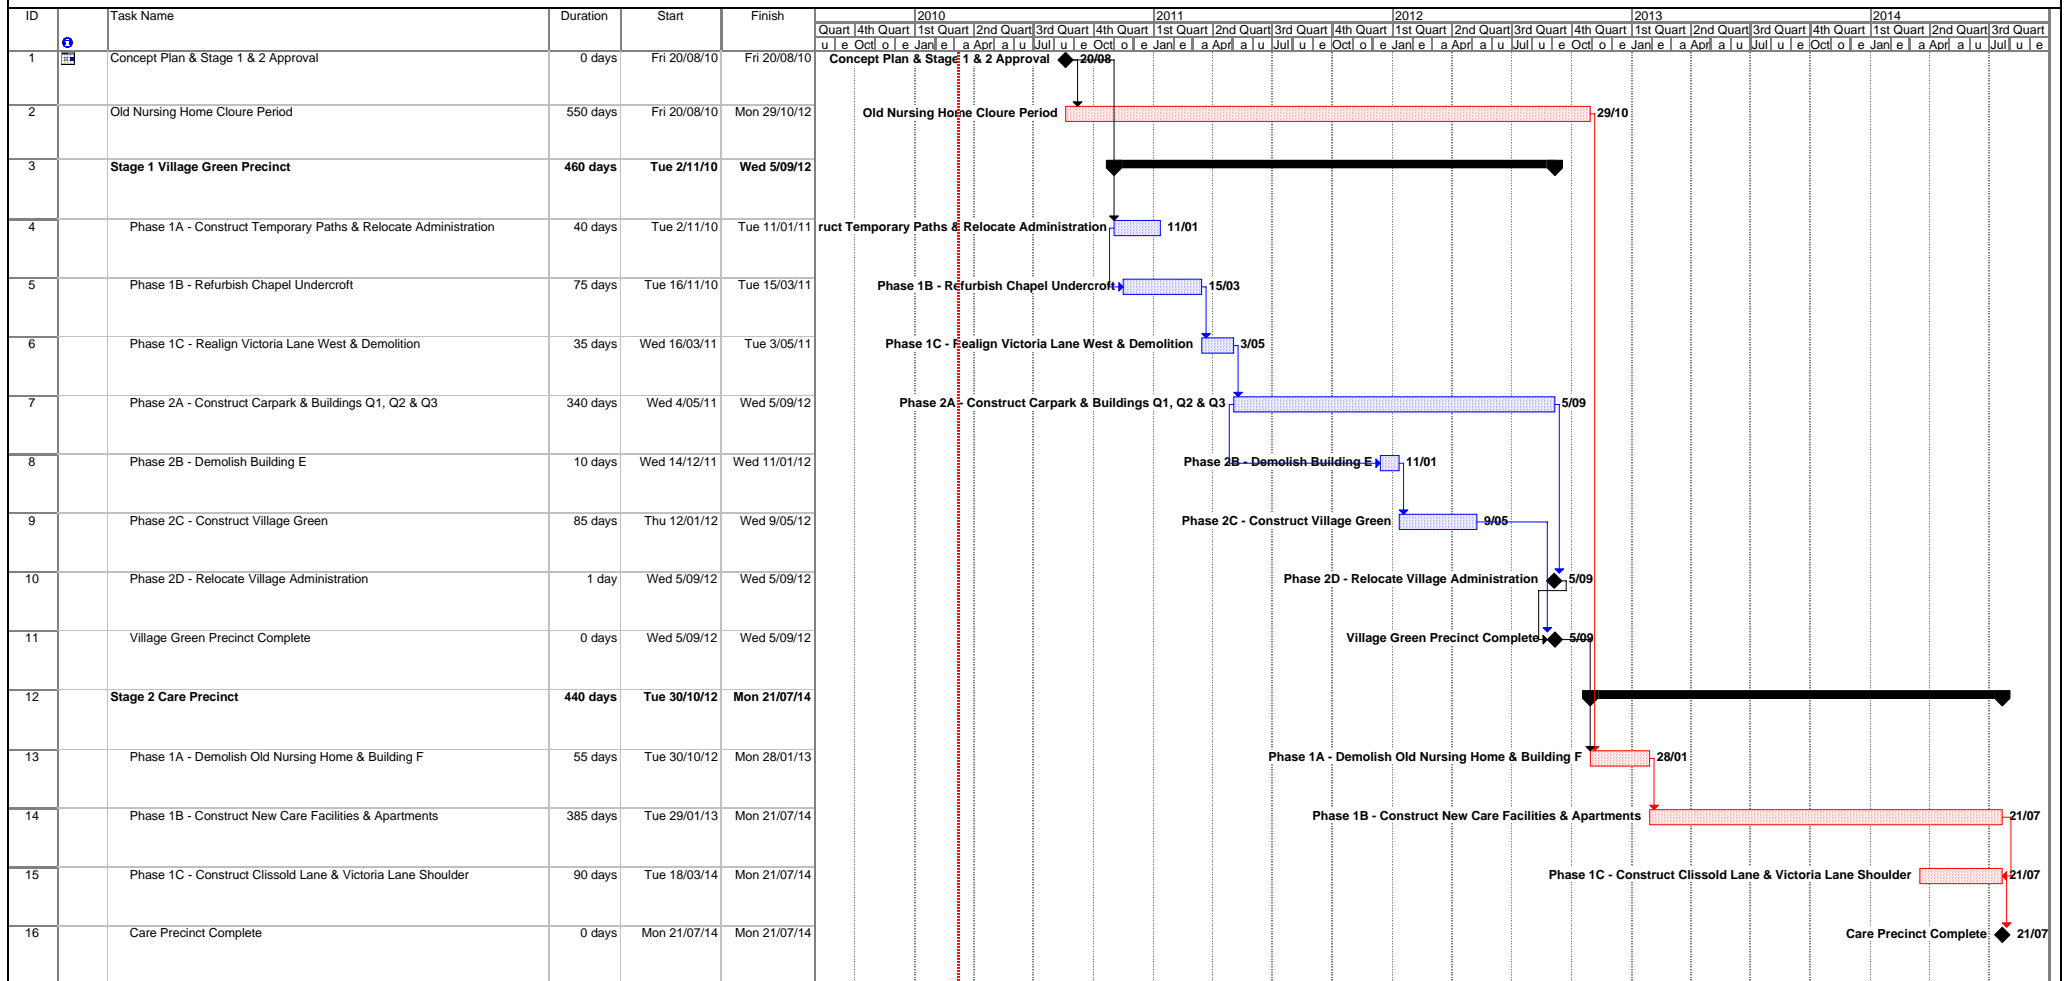 ID Task Name Duration Start Finish 2010 2011 2012 2013 2014
Quart 4th Quart 1st Quart 2nd Quart 3rd Quart 4th Quart 1st Quart 2nd Quart 3rd Quart 4th Quart 1st Quart 2nd Quart 3rd Quart 4th Quart 1st Quart 2nd Quart 3rd Quart 4th Quart 1st Quart 2nd Quart 3rd Quart
u e Oct o e Jan e a Apr a u Jul u e Oct o e Jan e a Apr a u Jul u e Oct o e Jan e a Apr a u Jul u e Oct o e Jan e a Apr a u Jul u e Oct o e Jan e a Apr a u Jul u e
1 Concept Plan & Stage 1 & 2 Approval 0 days Fri 20/08/10 Fri 20/08/10 Concept Plan & Stage 1 & 2 Approval 20/08
2 Old Nursing Home Cloure Period 550 days Fri 20/08/10 Mon 29/10/12 Old Nursing Home Cloure Period 29/10
3 Stage 1 Village Green Precinct 460 days Tue 2/11/10 Wed 5/09/12
4 Phase 1A - Construct Temporary Paths & Relocate Administration 40 days Tue 2/11/10 Tue 11/01/11 ruct Temporary Paths & Relocate Administration 11/01
5 Phase 1B - Refurbish Chapel Undercroft 75 days Tue 16/11/10 Tue 15/03/11 Phase 1B - Refurbish Chapel Undercroft 15/03
6 Phase 1C - Realign Victoria Lane West & Demolition 35 days Wed 16/03/11 Tue 3/05/11 Phase 1C - Realign Victoria Lane West & Demolition 3/05
7 Phase 2A - Construct Carpark & Buildings Q1, Q2 & Q3 340 days Wed 4/05/11 Wed 5/09/12 Phase 2A - Construct Carpark & Buildings Q1, Q2 & Q3 5/09
8 Phase 2B - Demolish Building E 10 days Wed 14/12/11 Wed 11/01/12 Phase 2B - Demolish Building E 11/01
9 Phase 2C - Construct Village Green 85 days Thu 12/01/12 Wed 9/05/12 Phase 2C - Construct Village Green 9/05
10 Phase 2D - Relocate Village Administration 1 day Wed 5/09/12 Wed 5/09/12 Phase 2D - Relocate Village Administration 5/09
11 Village Green Precinct Complete 0 days Wed 5/09/12 Wed 5/09/12 Village Green Precinct Complete 5/09
12 Stage 2 Care Precinct 440 days Tue 30/10/12 Mon 21/07/14
13 Phase 1A - Demolish Old Nursing Home & Building F 55 days Tue 30/10/12 Mon 28/01/13 Phase 1A - Demolish Old Nursing Home & Building F 28/01
14 Phase 1B - Construct New Care Facilities & Apartments 385 days Tue 29/01/13 Mon 21/07/14 Phase 1B - Construct New Care Facilities & Apartments 21/07
15 Phase 1C - Construct Clissold Lane & Victoria Lane Shoulder 90 days Tue 18/03/14 Mon 21/07/14 Phase 1C - Construct Clissold Lane & Victoria Lane Shoulder 21/07
16 Care Precinct Complete 0 days Mon 21/07/14 Mon 21/07/14 Care Precinct Complete 21/07